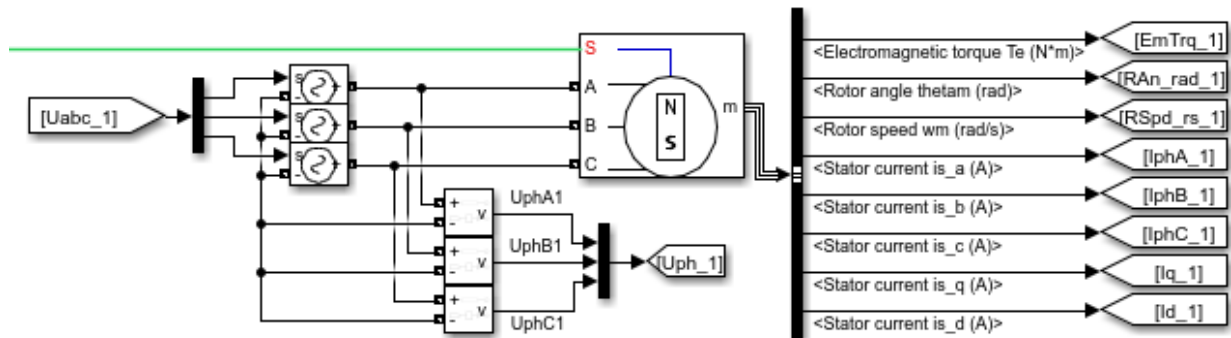 [EmTrq_1]
<Electromagnetic torque Te (N*m)>
[RAn_rad_1]
<Rotor angle thetam (rad)>
[RSpd_rs_1]
<Rotor speed wm (rad/s)>
[IphA_1]
<Stator current is_a (A)>
[IphB_1]
<Stator current is_b (A)>
[IphC_1]
<Stator current is_c (A)>
[Iq_1]
<Stator current is_q (A)>
[Id_1]
<Stator current is_d (A)>
S
A
B
C
N
S
m
[Uabc_1]
s
+
-
s
+
-
s
+
-
+
-
v
UphA1
+
-
v
UphB1
+
-
v
UphC1
[Uph_1]